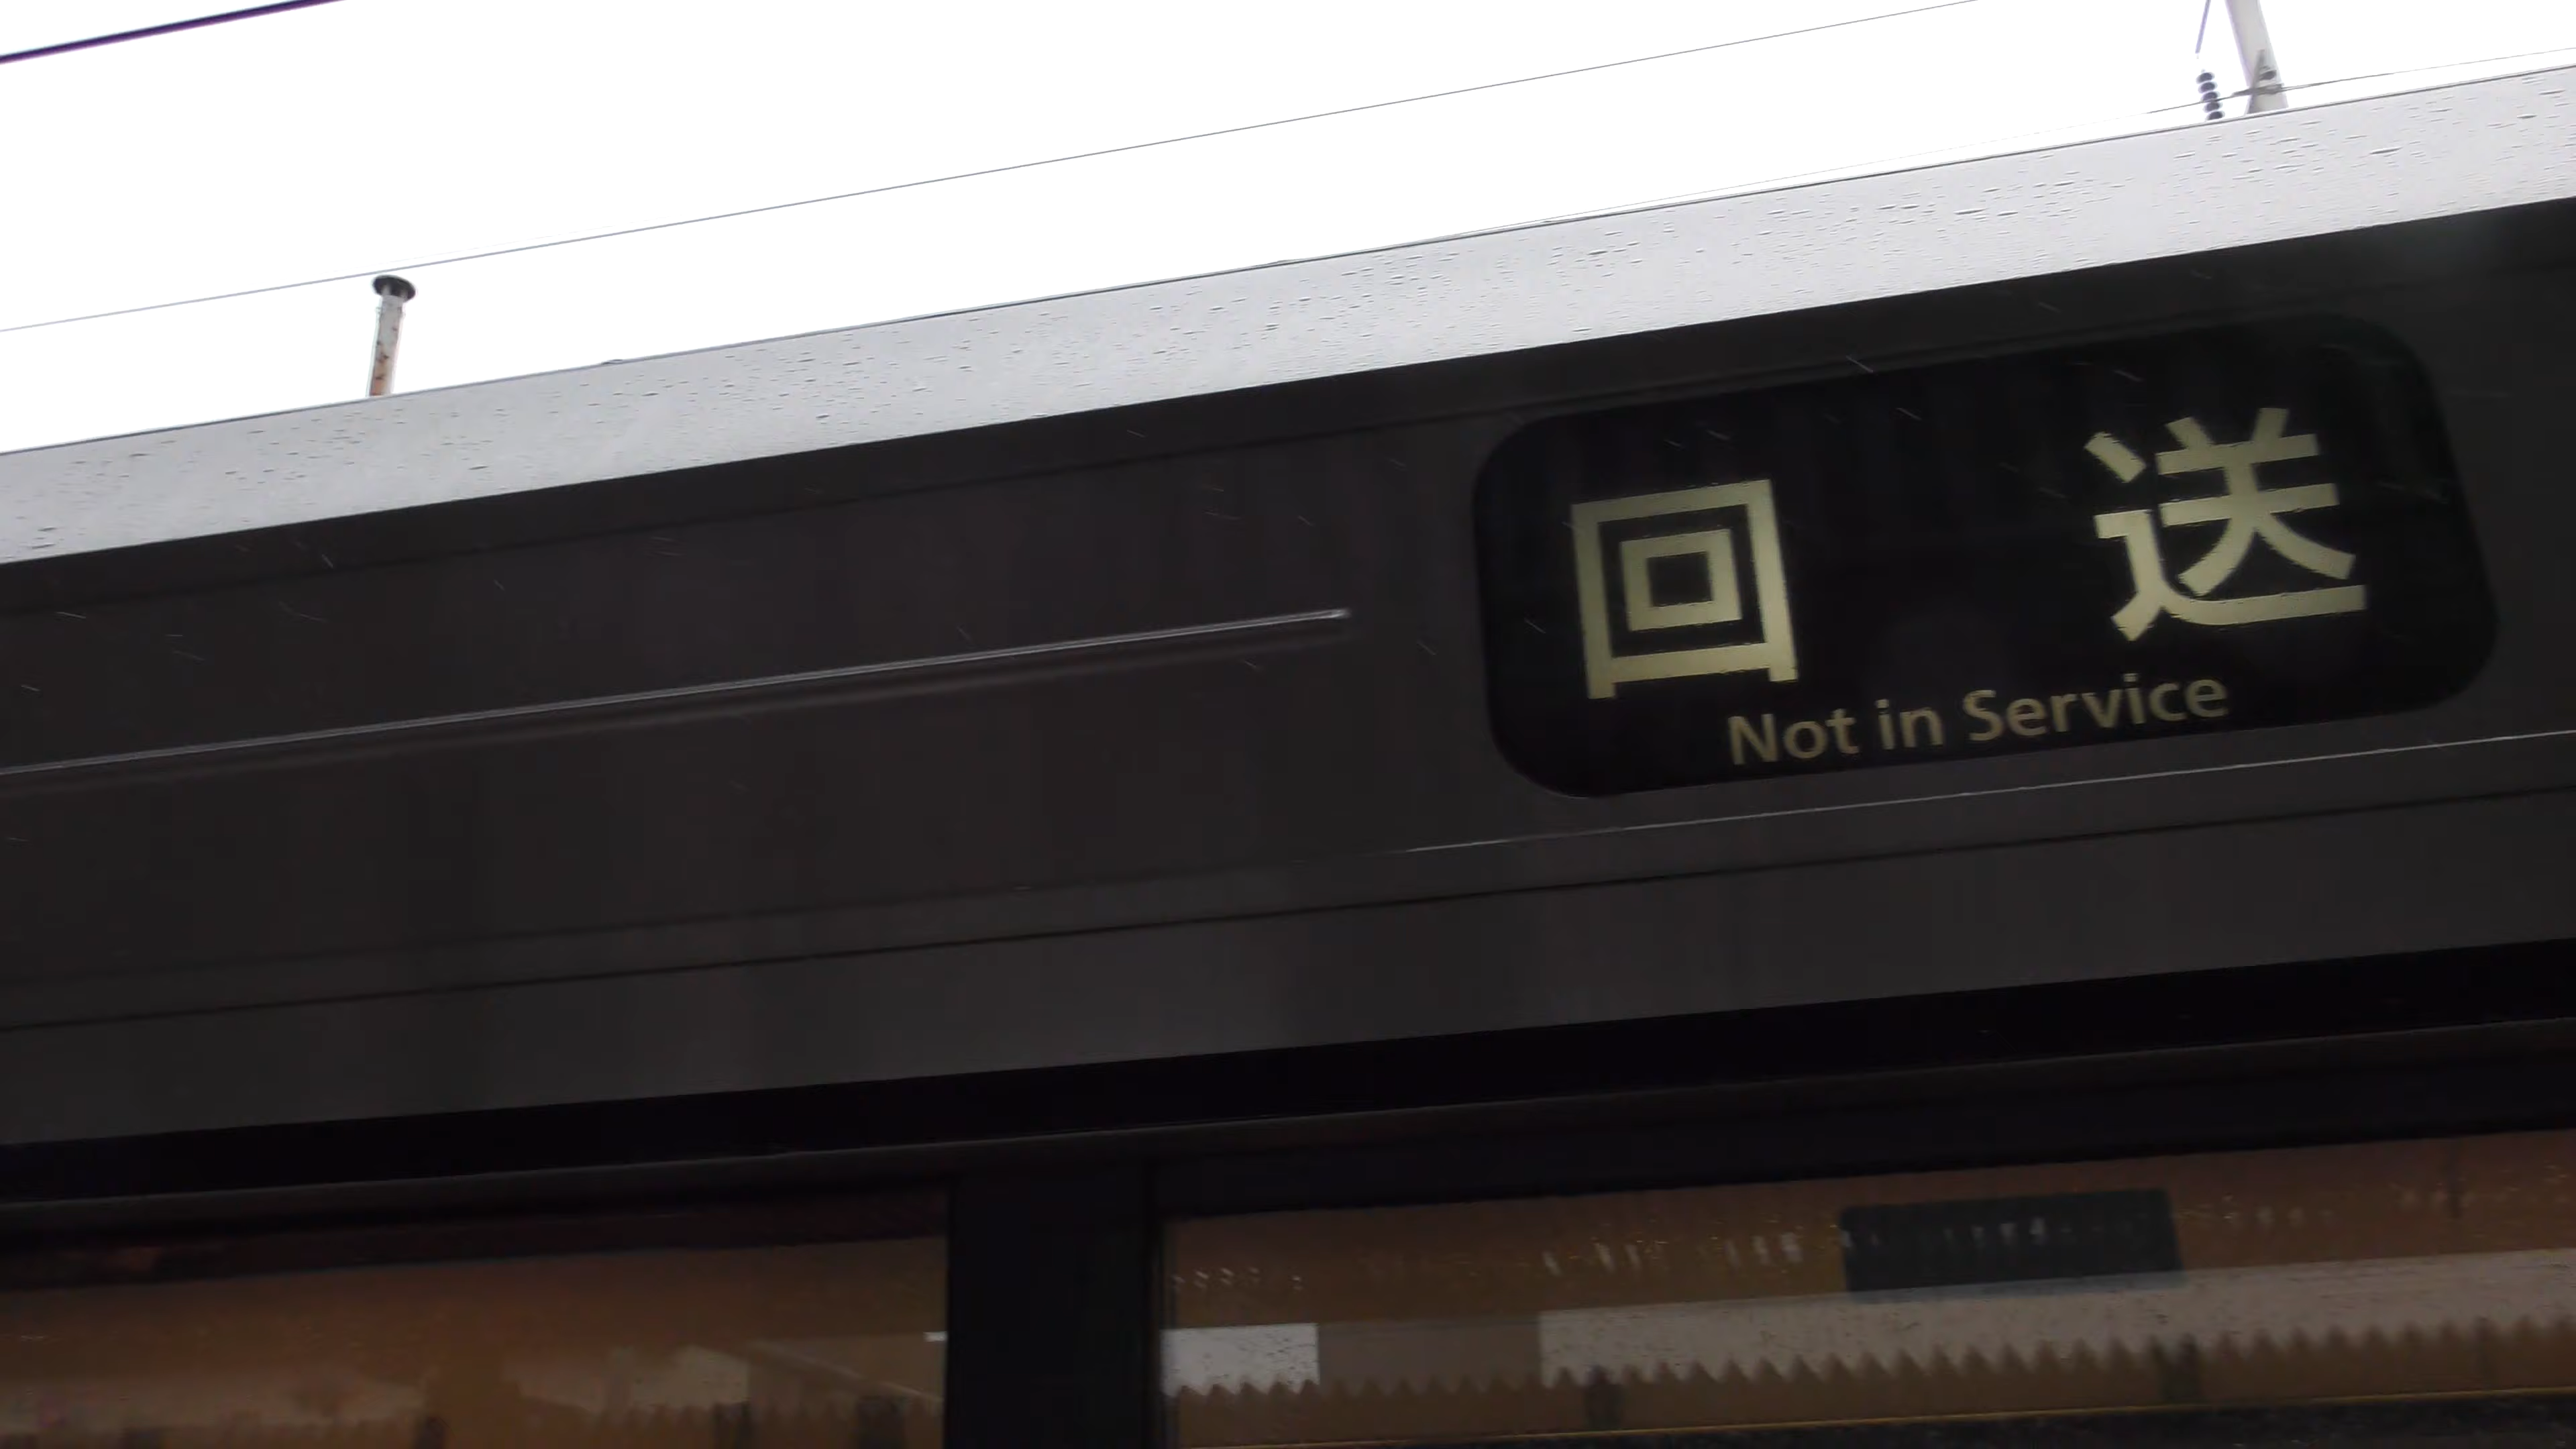 回送
Not in Service